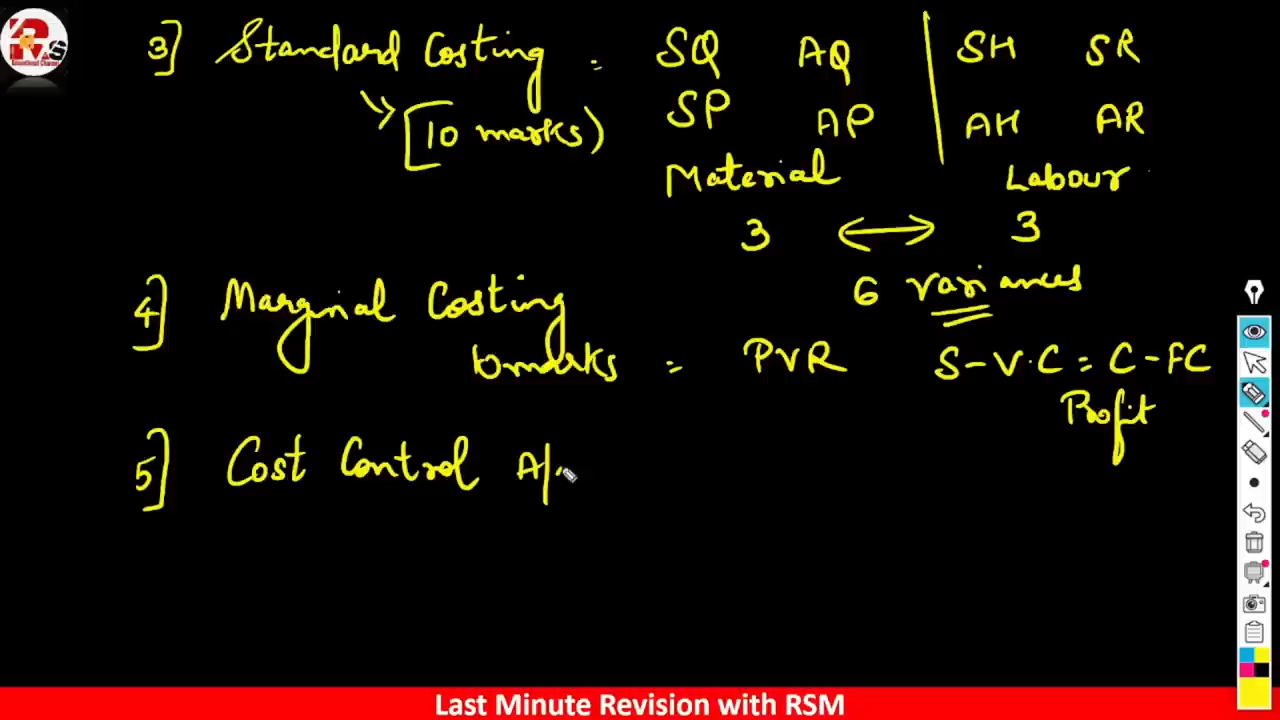 3] Standard Costing = SQ AQ | SH SR
[10 marks) SP AP | AH AR
Material Labour
3 ↔ 3
6 variances
4] Marginal Costing
10marks = PVR S-V.C = C-FC
Profit
5] Cost Control A/
Last Minute Revision with RSM